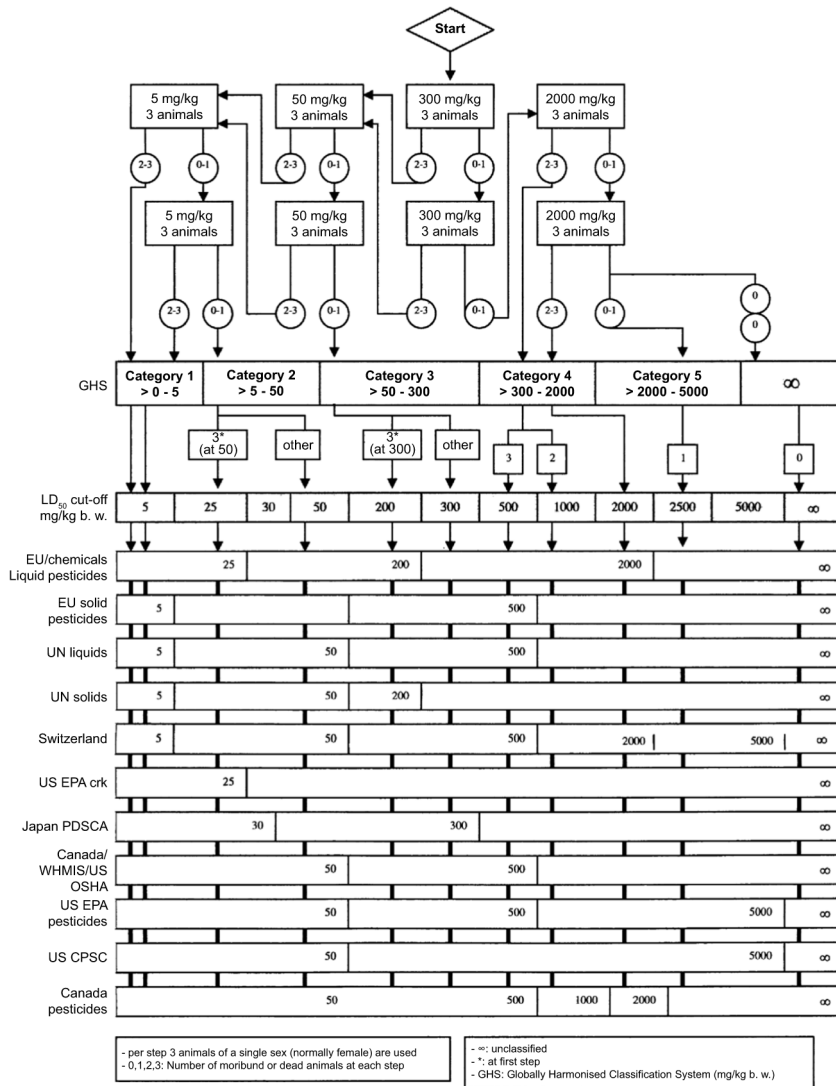 Start
5 mg/kg
3 animals
50 mg/kg
3 animals
300 mg/kg
3 animals
2000 mg/kg
3 animals
2-3
0-1
2-3
0-1
2-3
0-1
2-3
0-1
5 mg/kg
3 animals
50 mg/kg
3 animals
300 mg/kg
3 animals
2000 mg/kg
3 animals
2-3
0-1
2-3
0-1
2-3
0-1
2-3
0-1
0
0
GHS
Category 1
> 0 - 5
Category 2
> 5 - 50
Category 3
> 50 - 300
Category 4
> 300 - 2000
Category 5
> 2000 - 5000
∞
3*
(at 50)
other
3*
(at 300)
other
3
2
1
0
LD50 cut-off
mg/kg b. w.
5 25 30 50 200 300 500 1000 2000 2500 5000 ∞
EU/chemicals
Liquid pesticides
25 200 2000 ∞
EU solid
pesticides
5 500 ∞
UN liquids
5 50 500 ∞
UN solids
5 50 200 ∞
Switzerland
5 50 500 2000 5000 ∞
US EPA crk
25 ∞
Japan PDSCA
30 300 ∞
Canada/
WHMIS/US
OSHA
50 500 ∞
US EPA
pesticides
50 500 5000 ∞
US CPSC
50 5000 ∞
Canada
pesticides
50 500 1000 2000 ∞
- per step 3 animals of a single sex (normally female) are used
- 0,1,2,3: Number of moribund or dead animals at each step
- ∞: unclassified
- *: at first step
- GHS: Globally Harmonised Classification System (mg/kg b. w.)